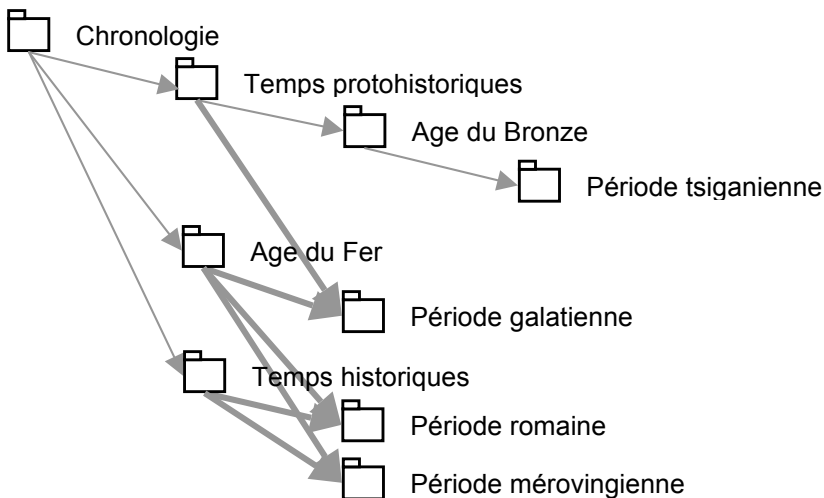 Chronologie
Temps protohistoriques
Age du Bronze
Période tsiganienne
Age du Fer
Période galatienne
Temps historiques
Période romaine
Période mérovingienne